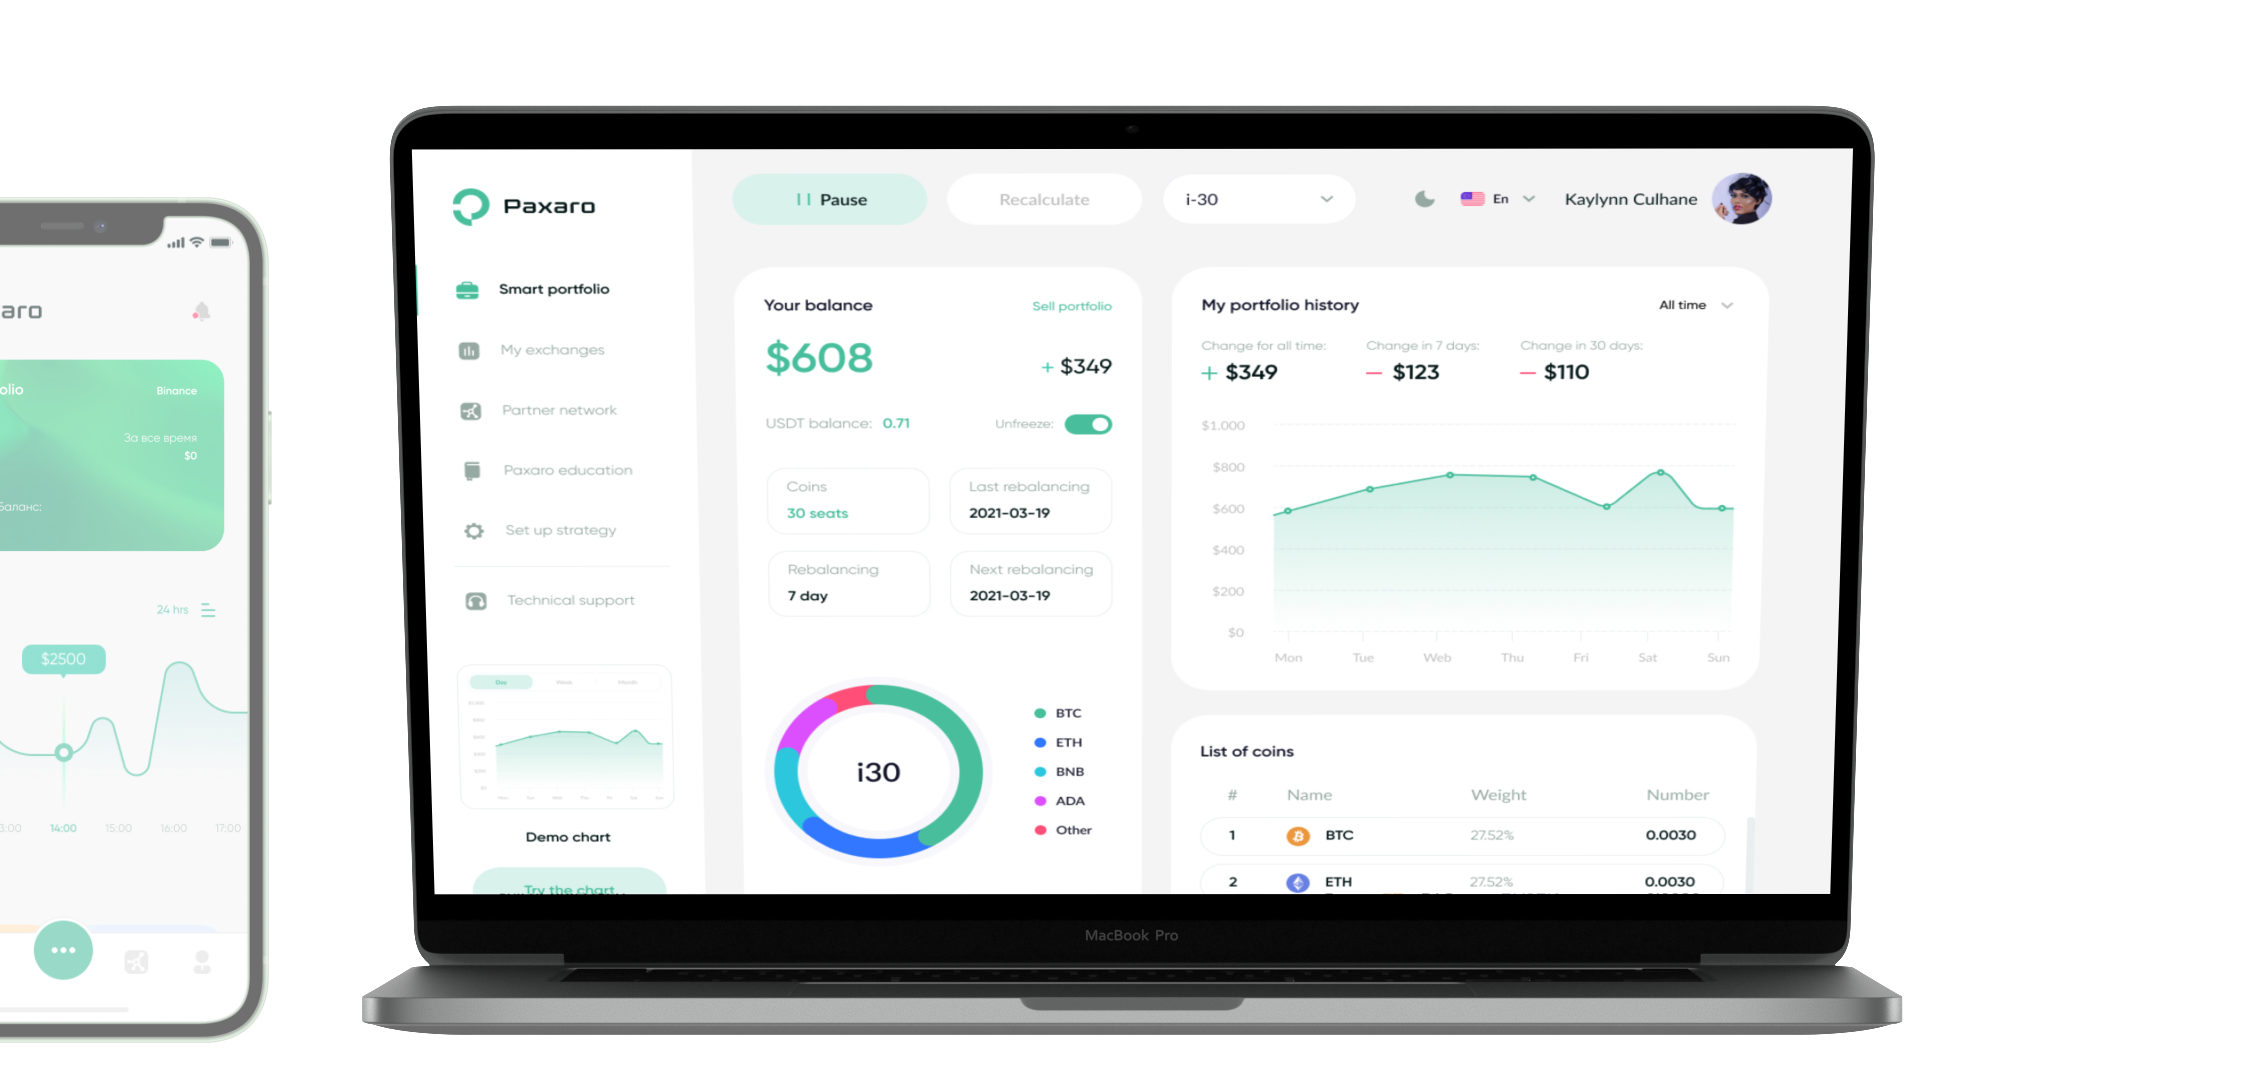 aro
olio
Binance
За все время
$0
Баланс:
24 hrs
$2500
3:00
14:00
15:00
16:00
17:00
Paxaro
Smart portfolio
My exchanges
Partner network
Paxaro education
Set up strategy
Technical support
Day
Week
Month
Demo chart
Try the chart
Pause
Recalculate
i-30
En
Kaylynn Culhane
Your balance
Sell portfolio
$608
+ $349
USDT balance: 0.71
Unfreeze:
Coins
30 seats
Last rebalancing
2021-03-19
Rebalancing
7 day
Next rebalancing
2021-03-19
i30
BTC
ETH
BNB
ADA
Other
My portfolio history
All time
Change for all time:
+ $349
Change in 7 days:
— $123
Change in 30 days:
— $110
$1.000
$800
$600
$400
$200
$0
Mon Tue Web Thu Fri Sat Sun
List of coins
# Name Weight Number
1 BTC 27.52% 0.0030
2 ETH 27.52% 0.0030
MacBook Pro